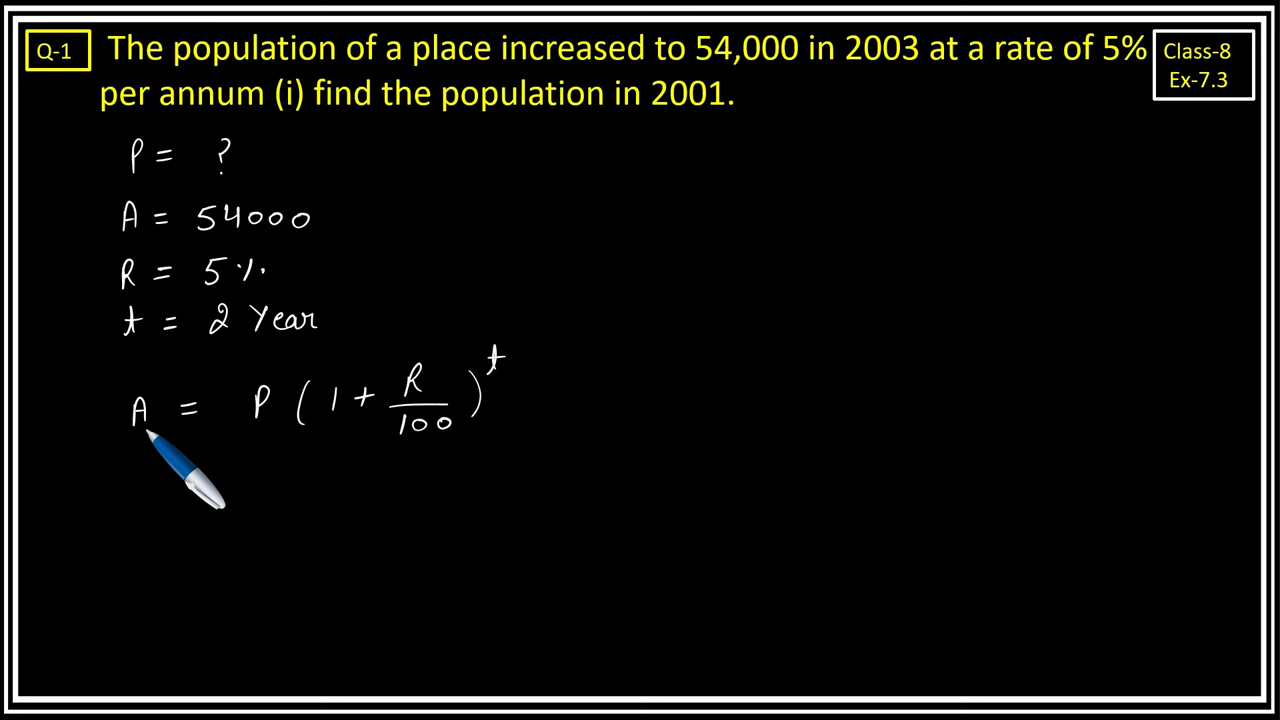 Q-1
The population of a place increased to 54,000 in 2003 at a rate of 5%
per annum (i) find the population in 2001.
Class-8
Ex-7.3
P = ?
A = 54000
R = 5 %
t = 2 Year
A = P ( 1 + R/100 )^t